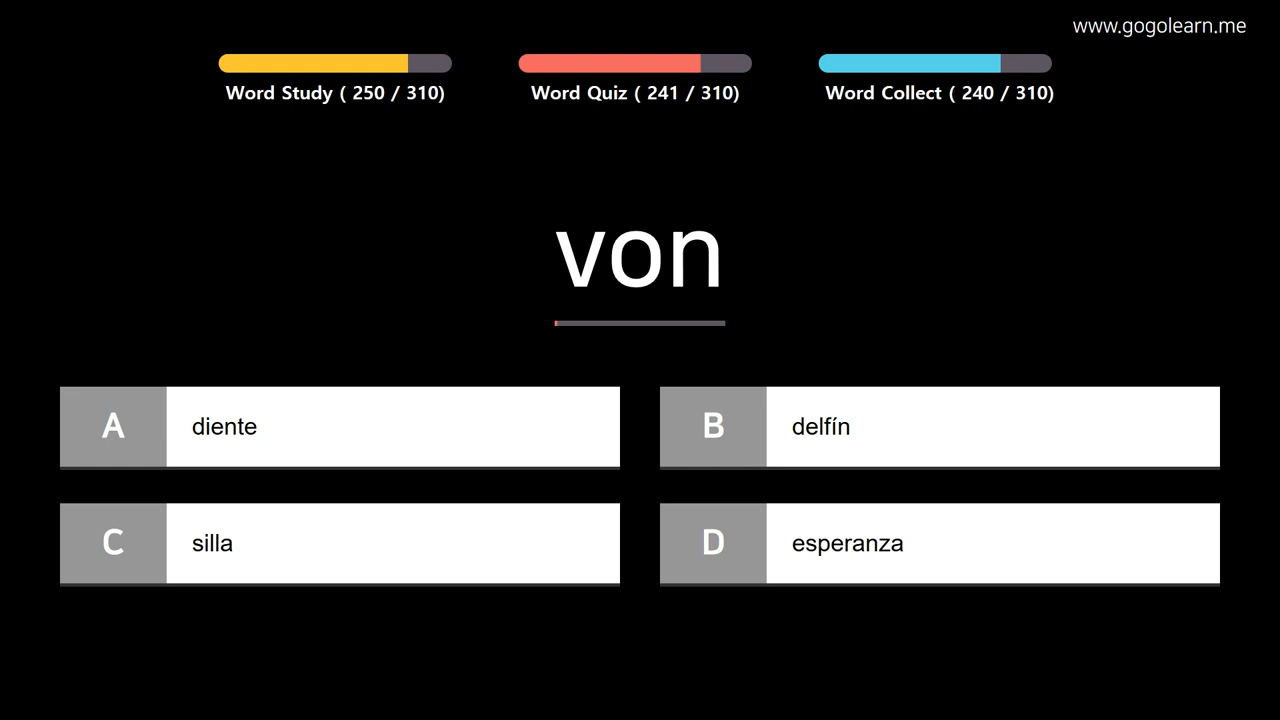 www.gogolearn.me
Word Study ( 250 / 310)
Word Quiz ( 241 / 310)
Word Collect ( 240 / 310)
von
A diente
B delfín
C silla
D esperanza